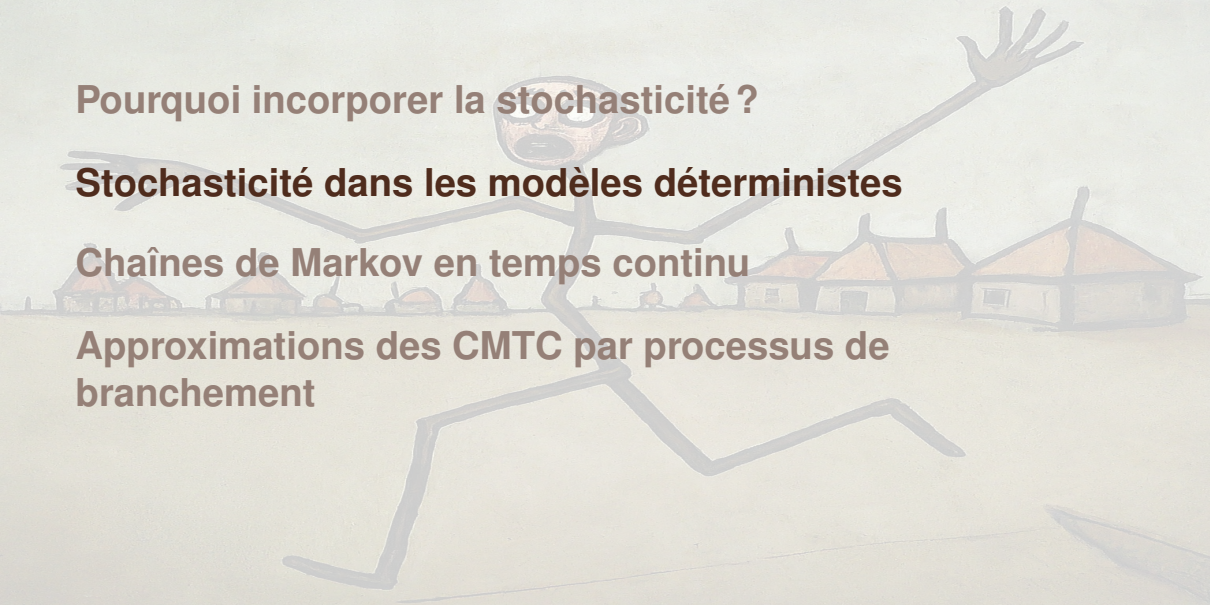 Pourquoi incorporer la stochasticité ?
Stochasticité dans les modèles déterministes
Chaînes de Markov en temps continu
Approximations des CMTC par processus de
branchement